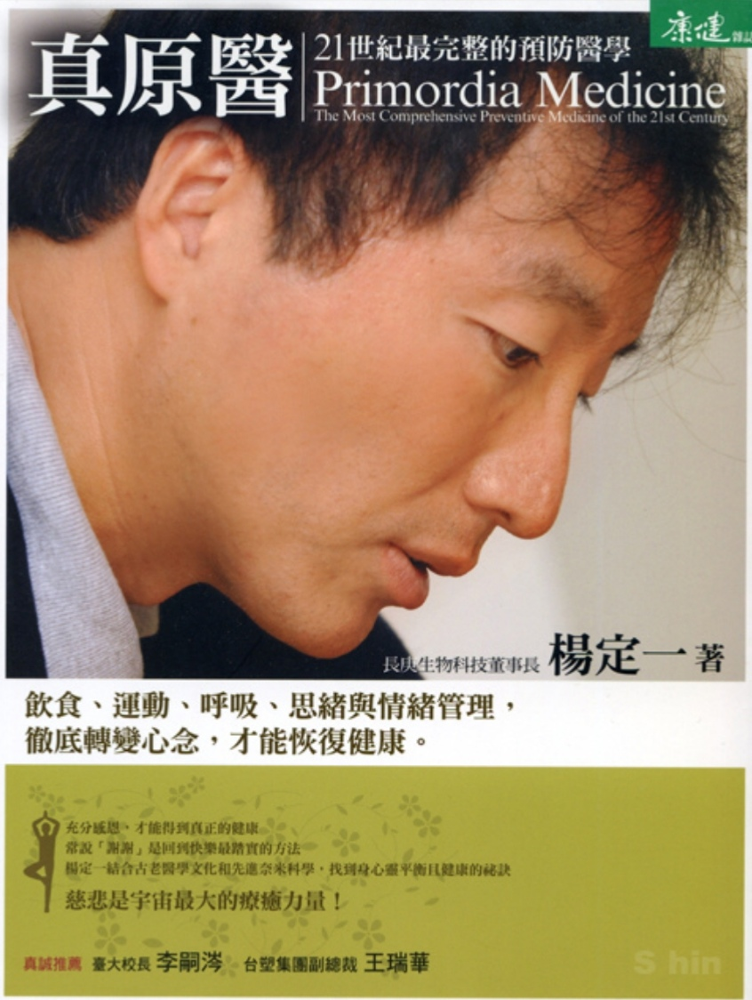 康健 雜誌
真原醫
21世紀最完整的預防醫學
Primordia Medicine
The Most Comprehensive Preventive Medicine of the 21st Century
長庚生物科技董事長 楊定一 著
飲食、運動、呼吸、思緒與情緒管理，
徹底轉變心念，才能恢復健康。
充分感恩，才能得到真正的健康
常說「謝謝」是回到快樂最踏實的方法
楊定一結合古老醫學文化和先進奈米科學，找到身心靈平衡且健康的祕訣
慈悲是宇宙最大的療癒力量！
真誠推薦 臺大校長 李嗣涔 台塑集團副總裁 王瑞華
S hin